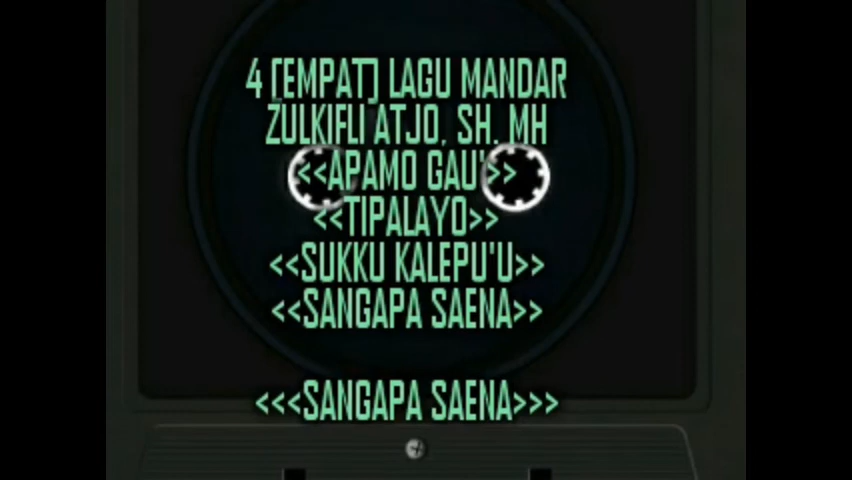 4 [EMPAT] LAGU MANDAR
ZULKIFLI ATJO, SH. MH
<<APAMO GAU'>>
<<TIPALAYO>>
<<SUKKU KALEPU'U>>
<<SANGAPA SAENA>>
<<<SANGAPA SAENA>>>